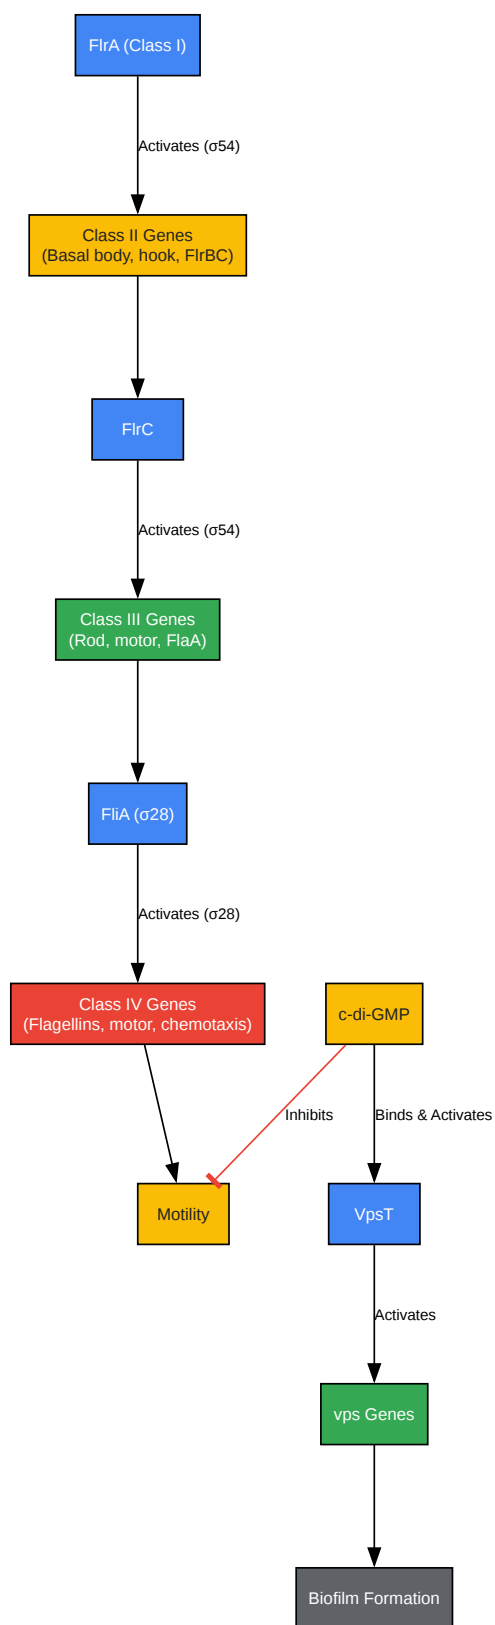 FlrA (Class I)
Activates (σ54)
Class II Genes
(Basal body, hook, FlrBC)
FlrC
Activates (σ54)
Class III Genes
(Rod, motor, FlaA)
FliA (σ28)
Activates (σ28)
Class IV Genes
(Flagellins, motor, chemotaxis)
c-di-GMP
Inhibits
Binds & Activates
Motility
VpsT
Activates
vps Genes
Biofilm Formation